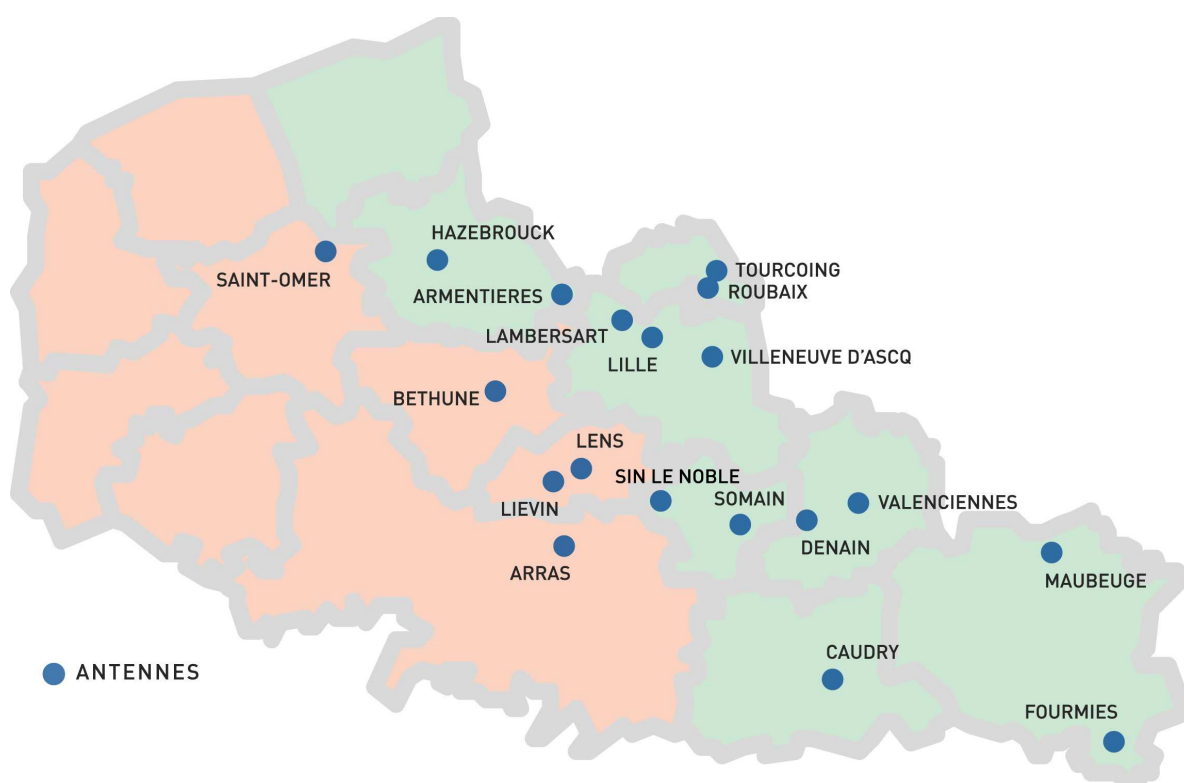 HAZEBROUCK
TOURCOING
SAINT-OMER
ROUBAIX
ARMENTIERES
LAMBERSART
VILLENEUVE D'ASCQ
LILLE
BETHUNE
LENS
SIN LE NOBLE
SOMAIN
VALENCIENNES
LIEVIN
DENAIN
ARRAS
MAUBEUGE
CAUDRY
ANTENNES
FOURMIES